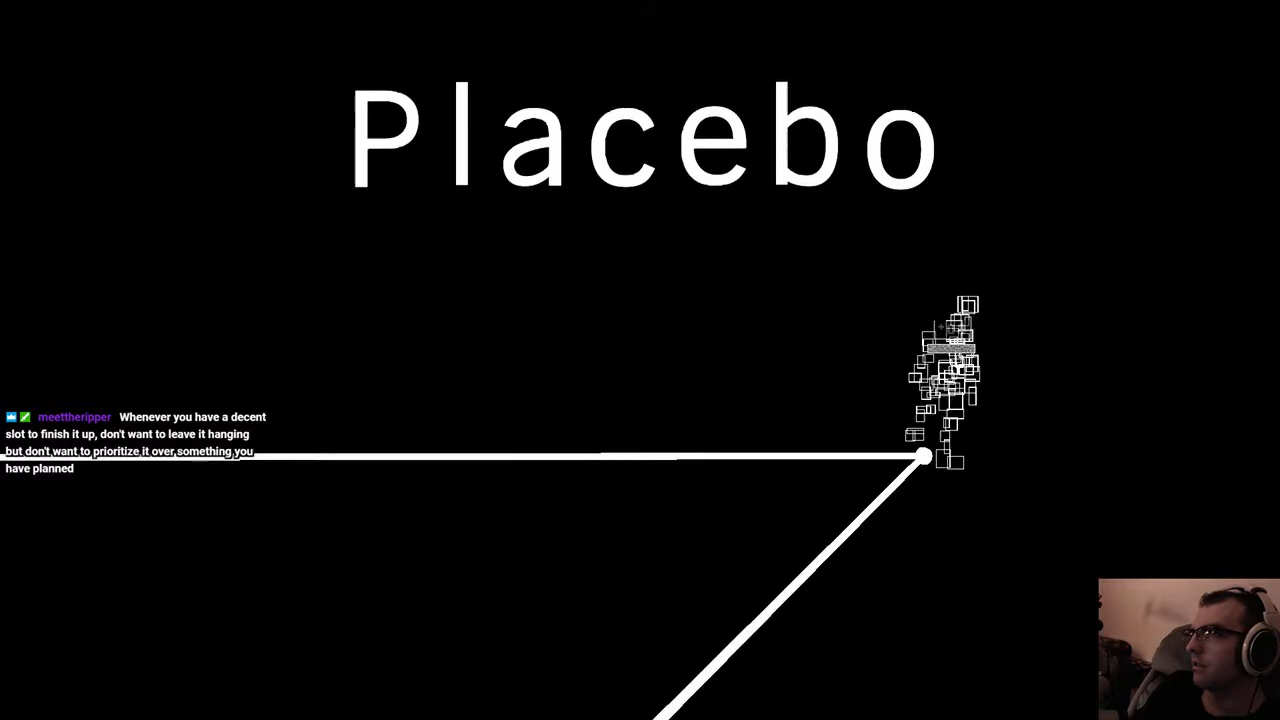 Placebo
meettheripper Whenever you have a decent
slot to finish it up, don't want to leave it hanging
but don't want to prioritize it over something you
have planned